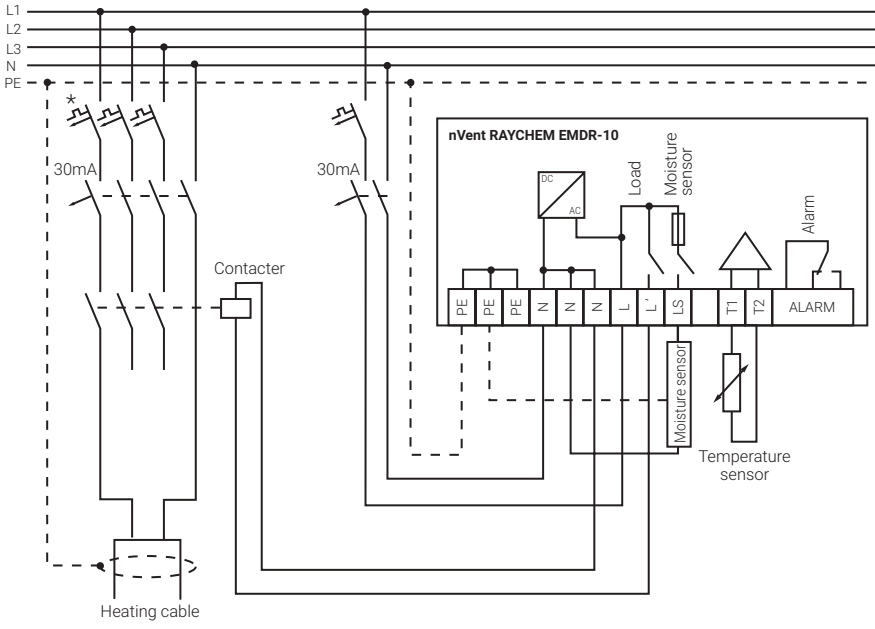 L1
L2
L3
N
PE
*
30mA
30mA
nVent RAYCHEM EMDR-10
DC
AC
Load
Moisture
sensor
Alarm
Contacter
PE
PE
PE
N
N
N
L
L'
LS
T1
T2
ALARM
Moisture sensor
Temperature
sensor
Heating cable